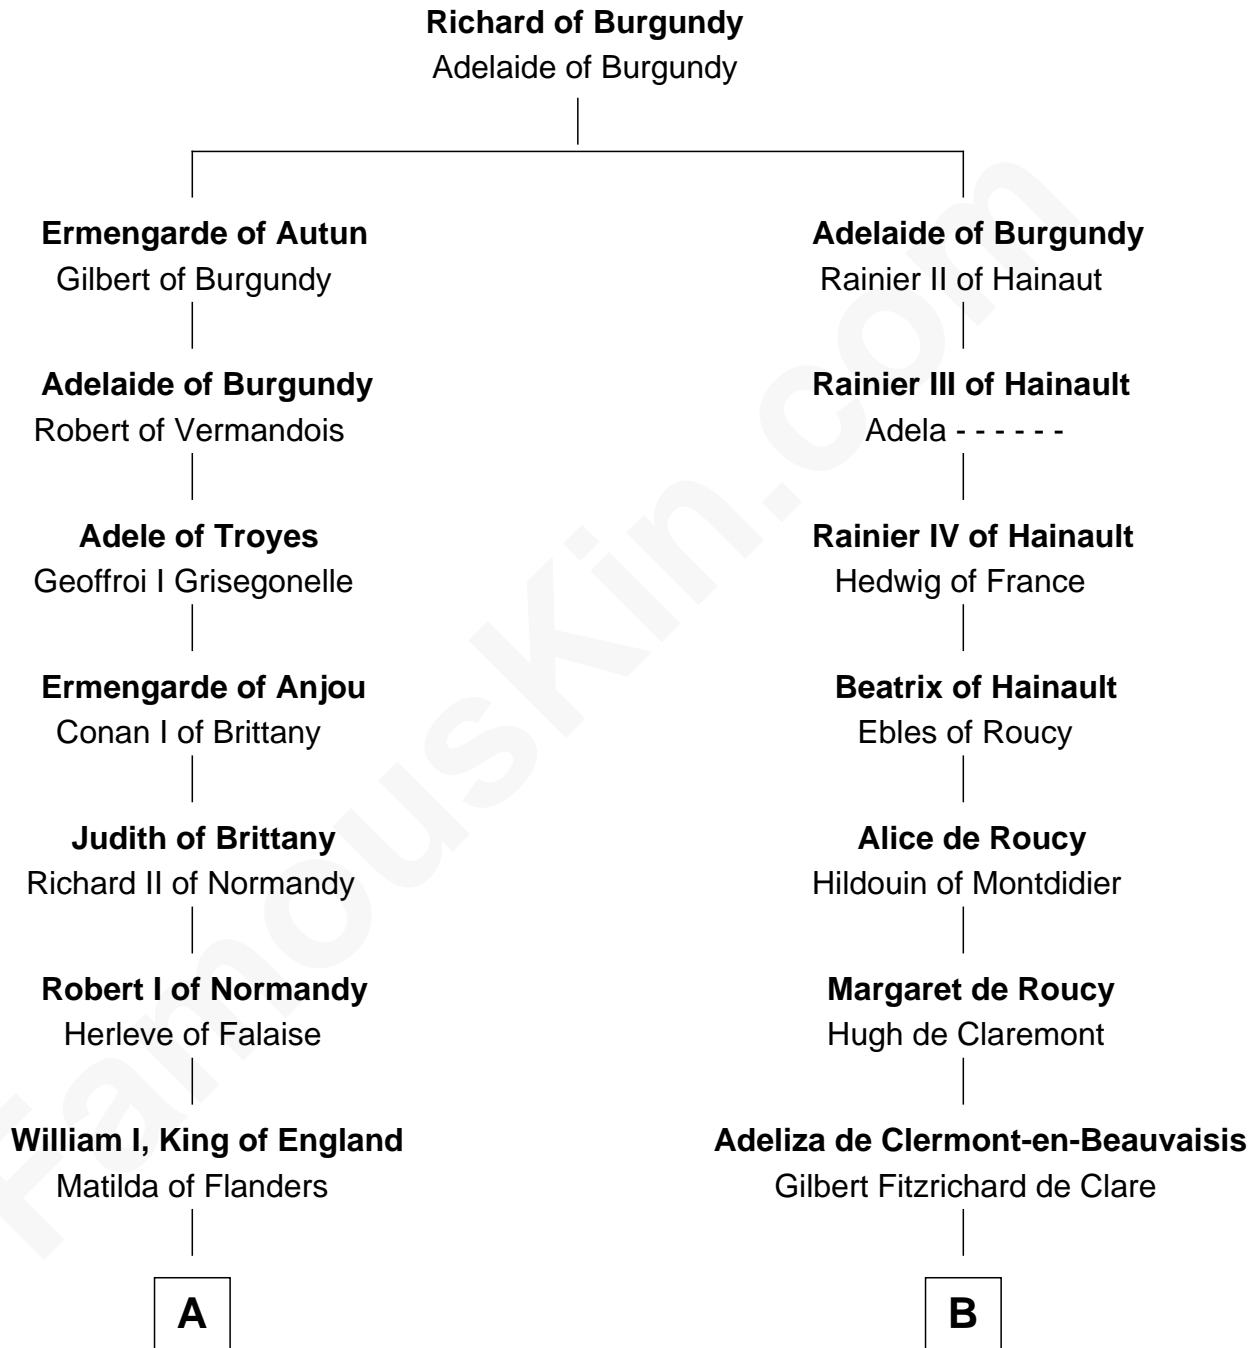 Richard of Burgundy
Adelaide of Burgundy
Ermengarde of Autun
Gilbert of Burgundy
Adelaide of Burgundy
Rainier II of Hainaut
Adelaide of Burgundy
Robert of Vermandois
Rainier III of Hainault
Adela - - - - - -
Adele of Troyes
Geoffroi I Grisegonelle
Rainier IV of Hainault
Hedwig of France
Ermengarde of Anjou
Conan I of Brittany
Beatrix of Hainault
Ebles of Roucy
Judith of Brittany
Richard II of Normandy
Alice de Roucy
Hildouin of Montdidier
Robert I of Normandy
Herleve of Falaise
Margaret de Roucy
Hugh de Claremont
William I, King of England
Matilda of Flanders
Adeliza de Clermont-en-Beauvaisis
Gilbert Fitzrichard de Clare
A
B
FamousKin.com